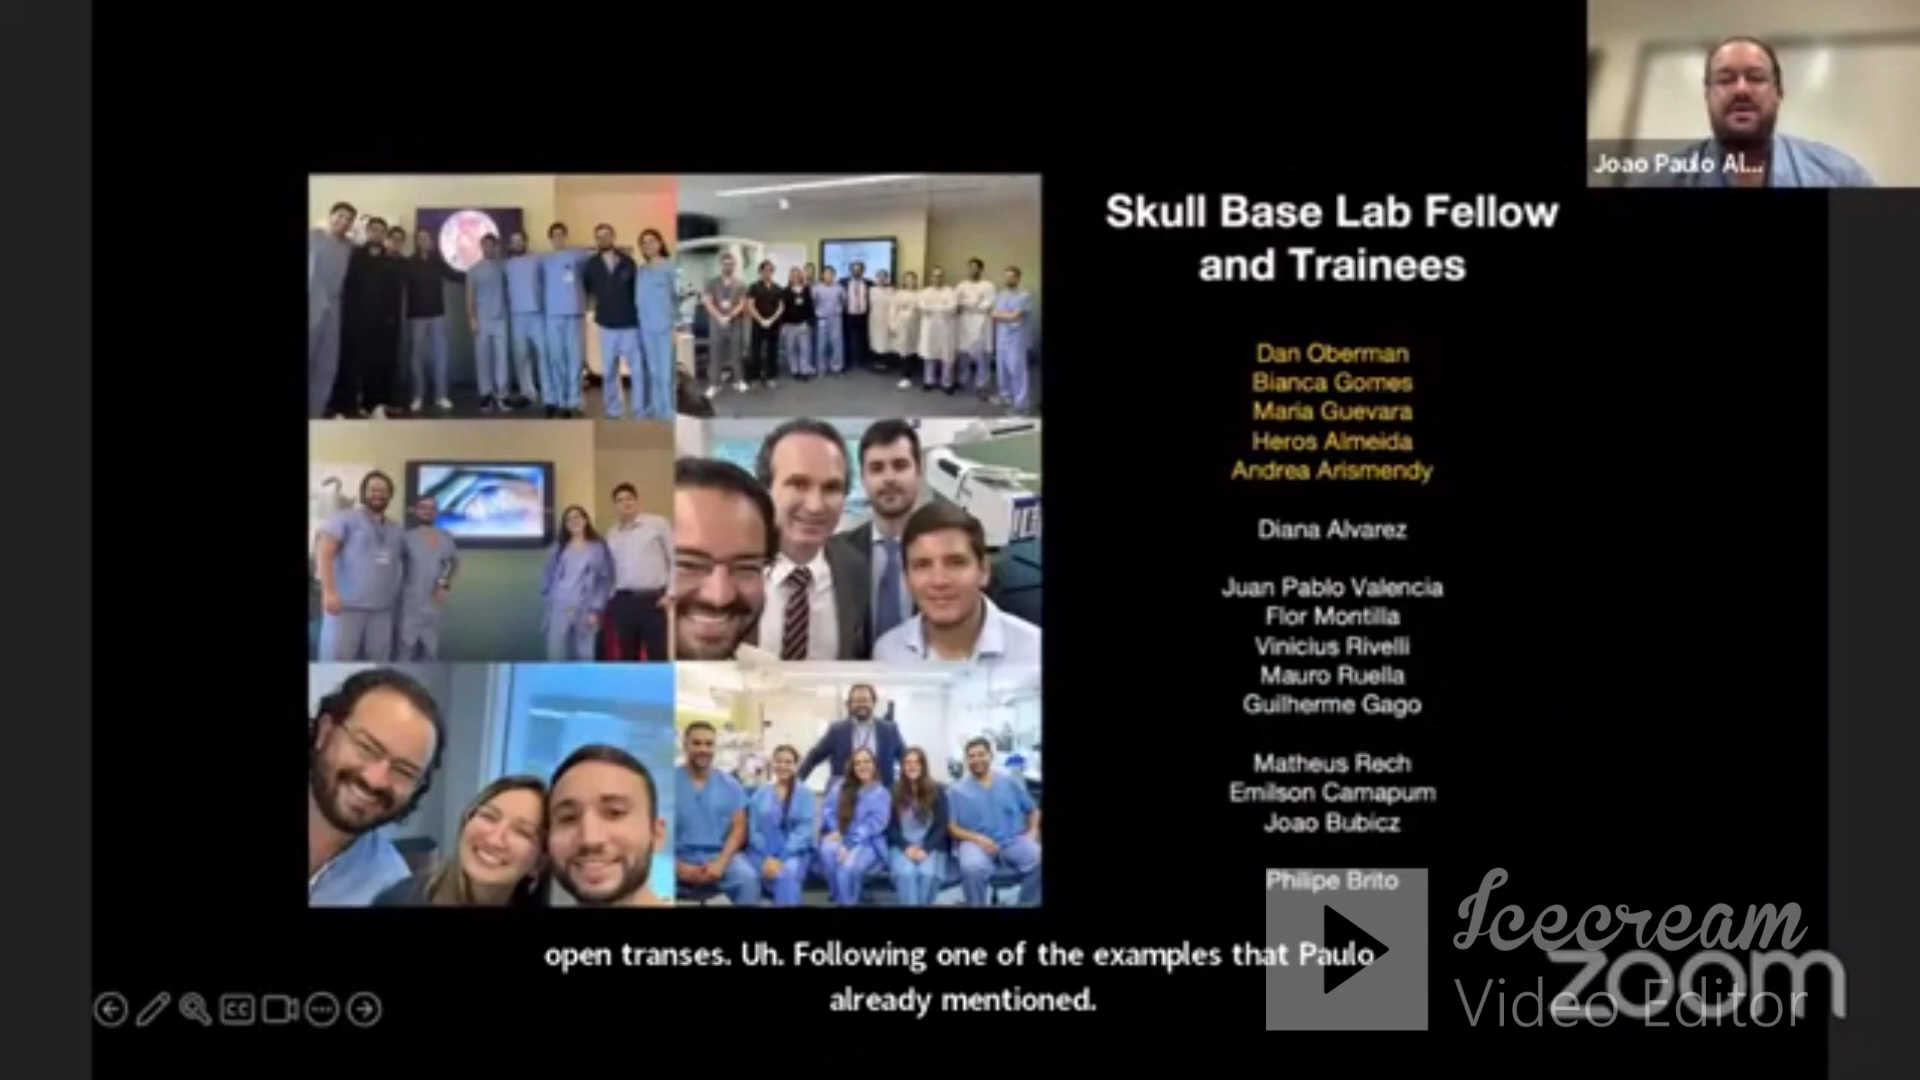 Joao Paulo Al...
Skull Base Lab Fellow
and Trainees
Dan Oberman
Bianca Gomes
Maria Guevara
Heros Almeida
Andrea Arismendy
Diana Alvarez
Juan Pablo Valencia
Flor Montilla
Vinicius Rivelli
Mauro Ruella
Guilherme Gago
Matheus Rech
Emilson Camapum
Joao Bubicz
Philipe Brito
open transes. Uh. Following one of the examples that Paulo
already mentioned.
CC
Icecream
Video Editor
zoom